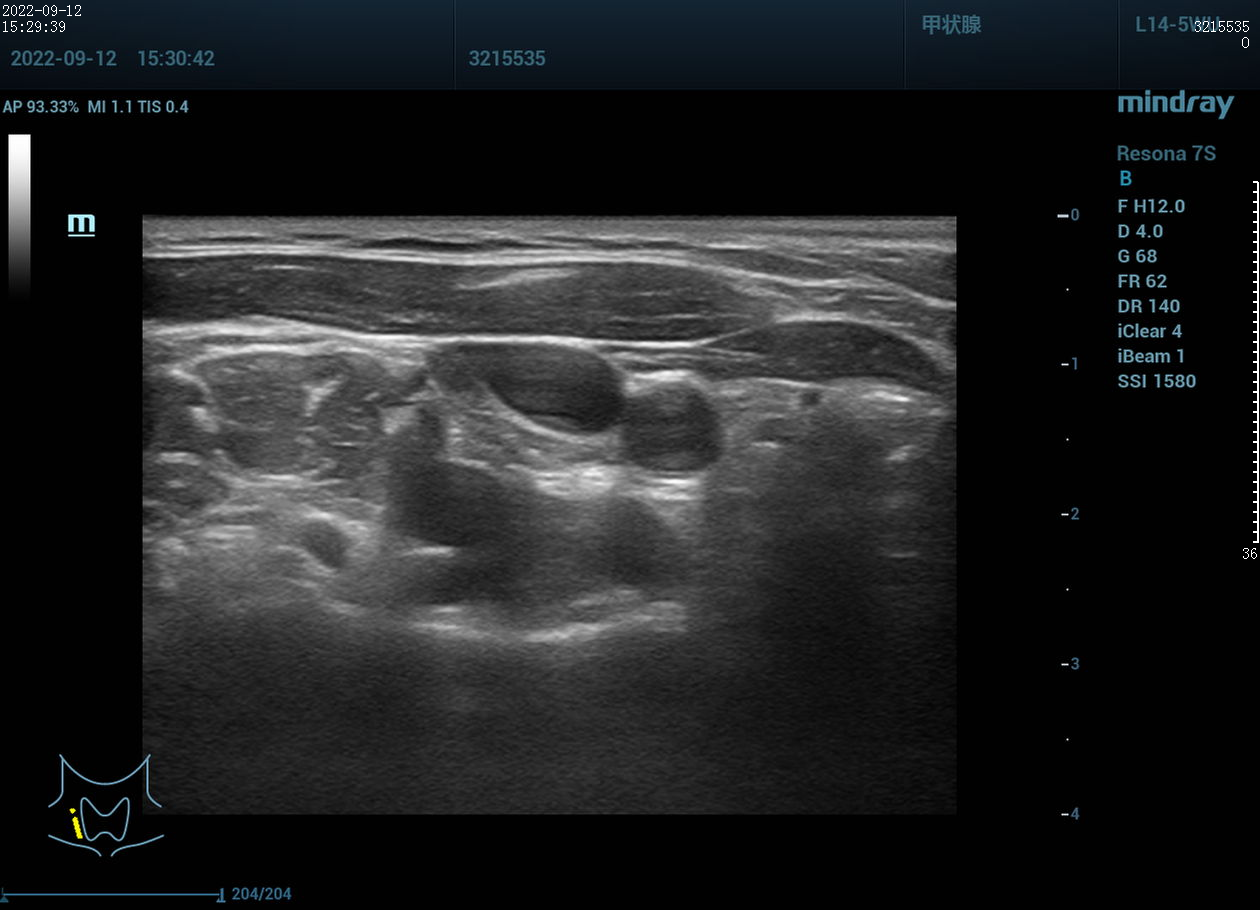 2022-09-12
15:29:39
2022-09-12 15:30:42
3215535
甲状腺
L14-5W
3215535
0
AP 93.33% MI 1.1 TIS 0.4
mindray
Resona 7S
B
F H12.0
D 4.0
G 68
FR 62
DR 140
iClear 4
iBeam 1
SSI 1580
m
0
1
2
3
4
36
204/204